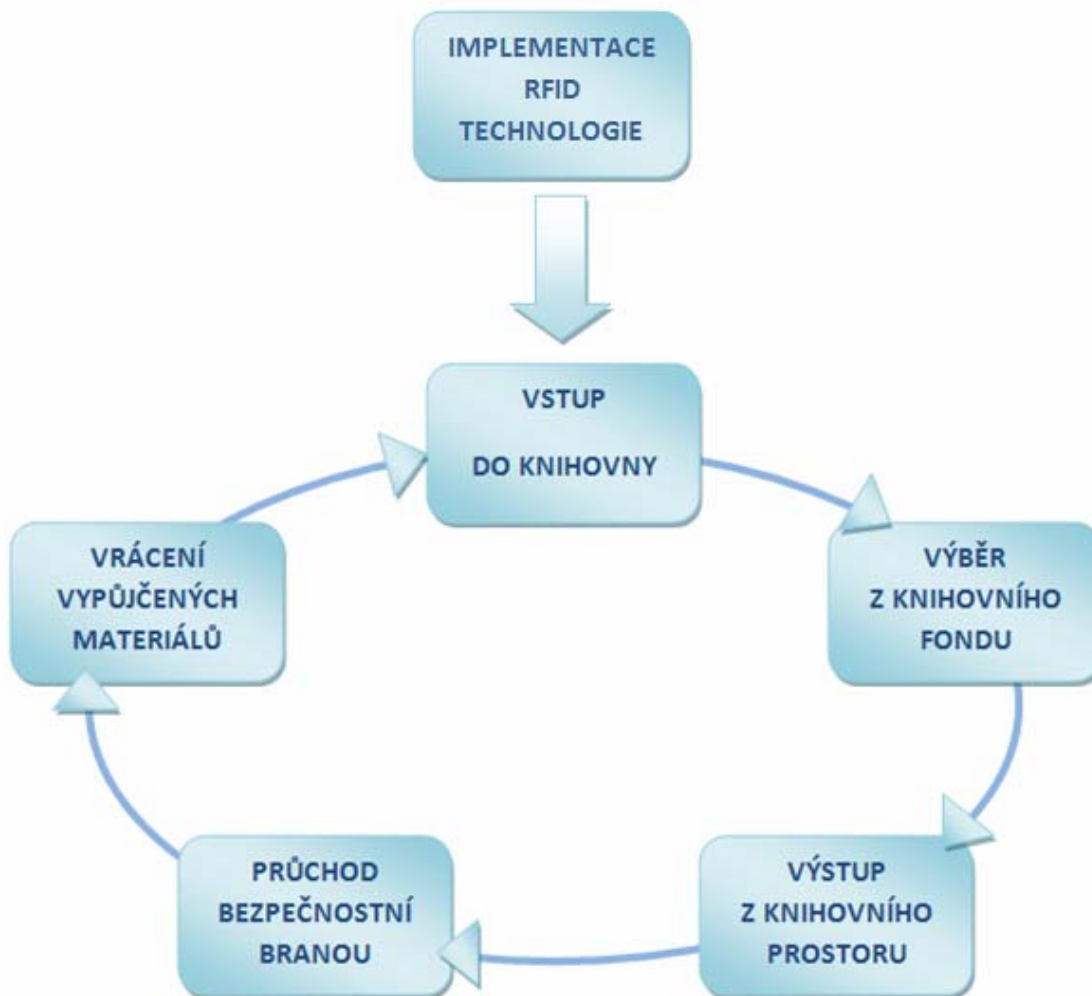 IMPLEMENTACE
RFID
TECHNOLOGIE
VSTUP
DO KNIHOVNY
VÝBĚR
Z KNIHOVNÍHO
FONDU
VÝSTUP
Z KNIHOVNÍHO
PROSTORU
PRŮCHOD
BEZPEČNOSTNÍ
BRANOU
VRÁCENÍ
VYPŮJČENÝCH
MATERIÁLŮ